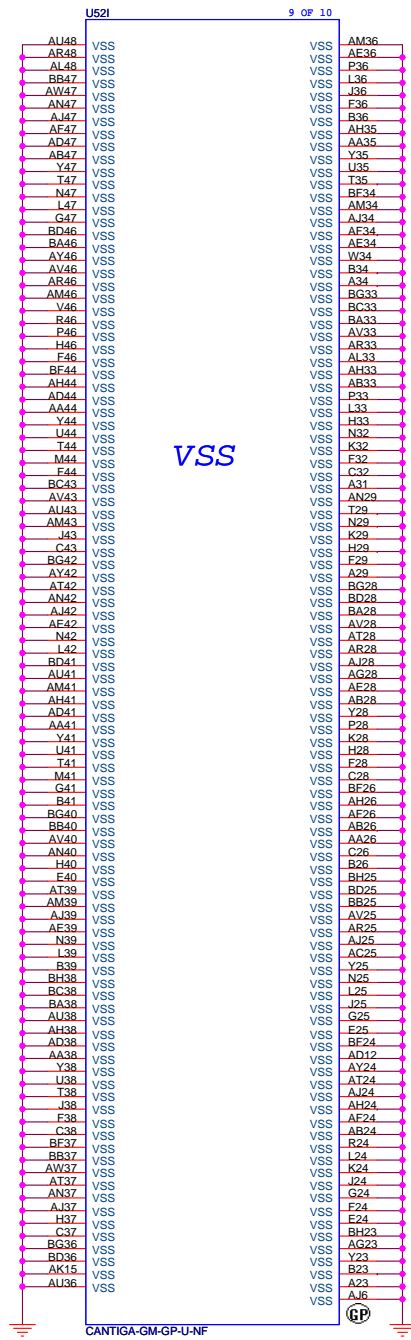 U52I 9 OF 10
AU48 VSS VSS AM36
AR48 VSS VSS AE36
AL48 VSS VSS P36
BB47 VSS VSS L36
AW47 VSS VSS J36
AN47 VSS VSS F36
AJ47 VSS VSS B36
AF47 VSS VSS AH35
AD47 VSS VSS AA35
AB47 VSS VSS Y35
Y47 VSS VSS U35
T47 VSS VSS T35
N47 VSS VSS BF34
L47 VSS VSS AM34
G47 VSS VSS AJ34
BD46 VSS VSS AF34
BA46 VSS VSS AE34
AY46 VSS VSS W34
AV46 VSS VSS B34
AR46 VSS VSS A34
AM46 VSS VSS BG33
V46 VSS VSS BC33
R46 VSS VSS BA33
P46 VSS VSS AV33
H46 VSS VSS AR33
F46 VSS VSS AL33
BF44 VSS VSS AH33
AH44 VSS VSS AB33
AD44 VSS VSS P33
AA44 VSS VSS L33
Y44 VSS VSS H33
U44 VSS VSS N32
T44 VSS VSS K32
VSS
M44 VSS VSS F32
F44 VSS VSS C32
BC43 VSS VSS A31
AV43 VSS VSS AN29
AU43 VSS VSS T29
AM43 VSS VSS N29
J43 VSS VSS K29
C43 VSS VSS H29
BG42 VSS VSS F29
AY42 VSS VSS A29
AT42 VSS VSS BG28
AN42 VSS VSS BD28
AJ42 VSS VSS BA28
AE42 VSS VSS AV28
N42 VSS VSS AT28
L42 VSS VSS AR28
BD41 VSS VSS AJ28
AU41 VSS VSS AG28
AM41 VSS VSS AE28
AH41 VSS VSS AB28
AD41 VSS VSS Y28
AA41 VSS VSS P28
Y41 VSS VSS K28
U41 VSS VSS H28
T41 VSS VSS F28
M41 VSS VSS C28
G41 VSS VSS BF26
B41 VSS VSS AH26
BG40 VSS VSS AF26
BB40 VSS VSS AB26
AV40 VSS VSS AA26
AN40 VSS VSS C26
H40 VSS VSS B26
E40 VSS VSS BH25
AT39 VSS VSS BD25
AM39 VSS VSS BB25
AJ39 VSS VSS AV25
AE39 VSS VSS AR25
N39 VSS VSS AJ25
L39 VSS VSS AC25
B39 VSS VSS Y25
BH38 VSS VSS N25
BC38 VSS VSS L25
BA38 VSS VSS J25
AU38 VSS VSS G25
AH38 VSS VSS E25
AD38 VSS VSS BF24
AA38 VSS VSS AD12
Y38 VSS VSS AY24
U38 VSS VSS AT24
T38 VSS VSS AJ24
J38 VSS VSS AH24
F38 VSS VSS AF24
C38 VSS VSS AB24
BF37 VSS VSS R24
BB37 VSS VSS L24
AW37 VSS VSS K24
AT37 VSS VSS J24
AN37 VSS VSS G24
AJ37 VSS VSS F24
H37 VSS VSS E24
C37 VSS VSS BH23
BG36 VSS VSS AG23
BD36 VSS VSS Y23
AK15 VSS VSS B23
AU36 VSS VSS A23
VSS AJ6
GP
CANTIGA-GM-GP-U-NF